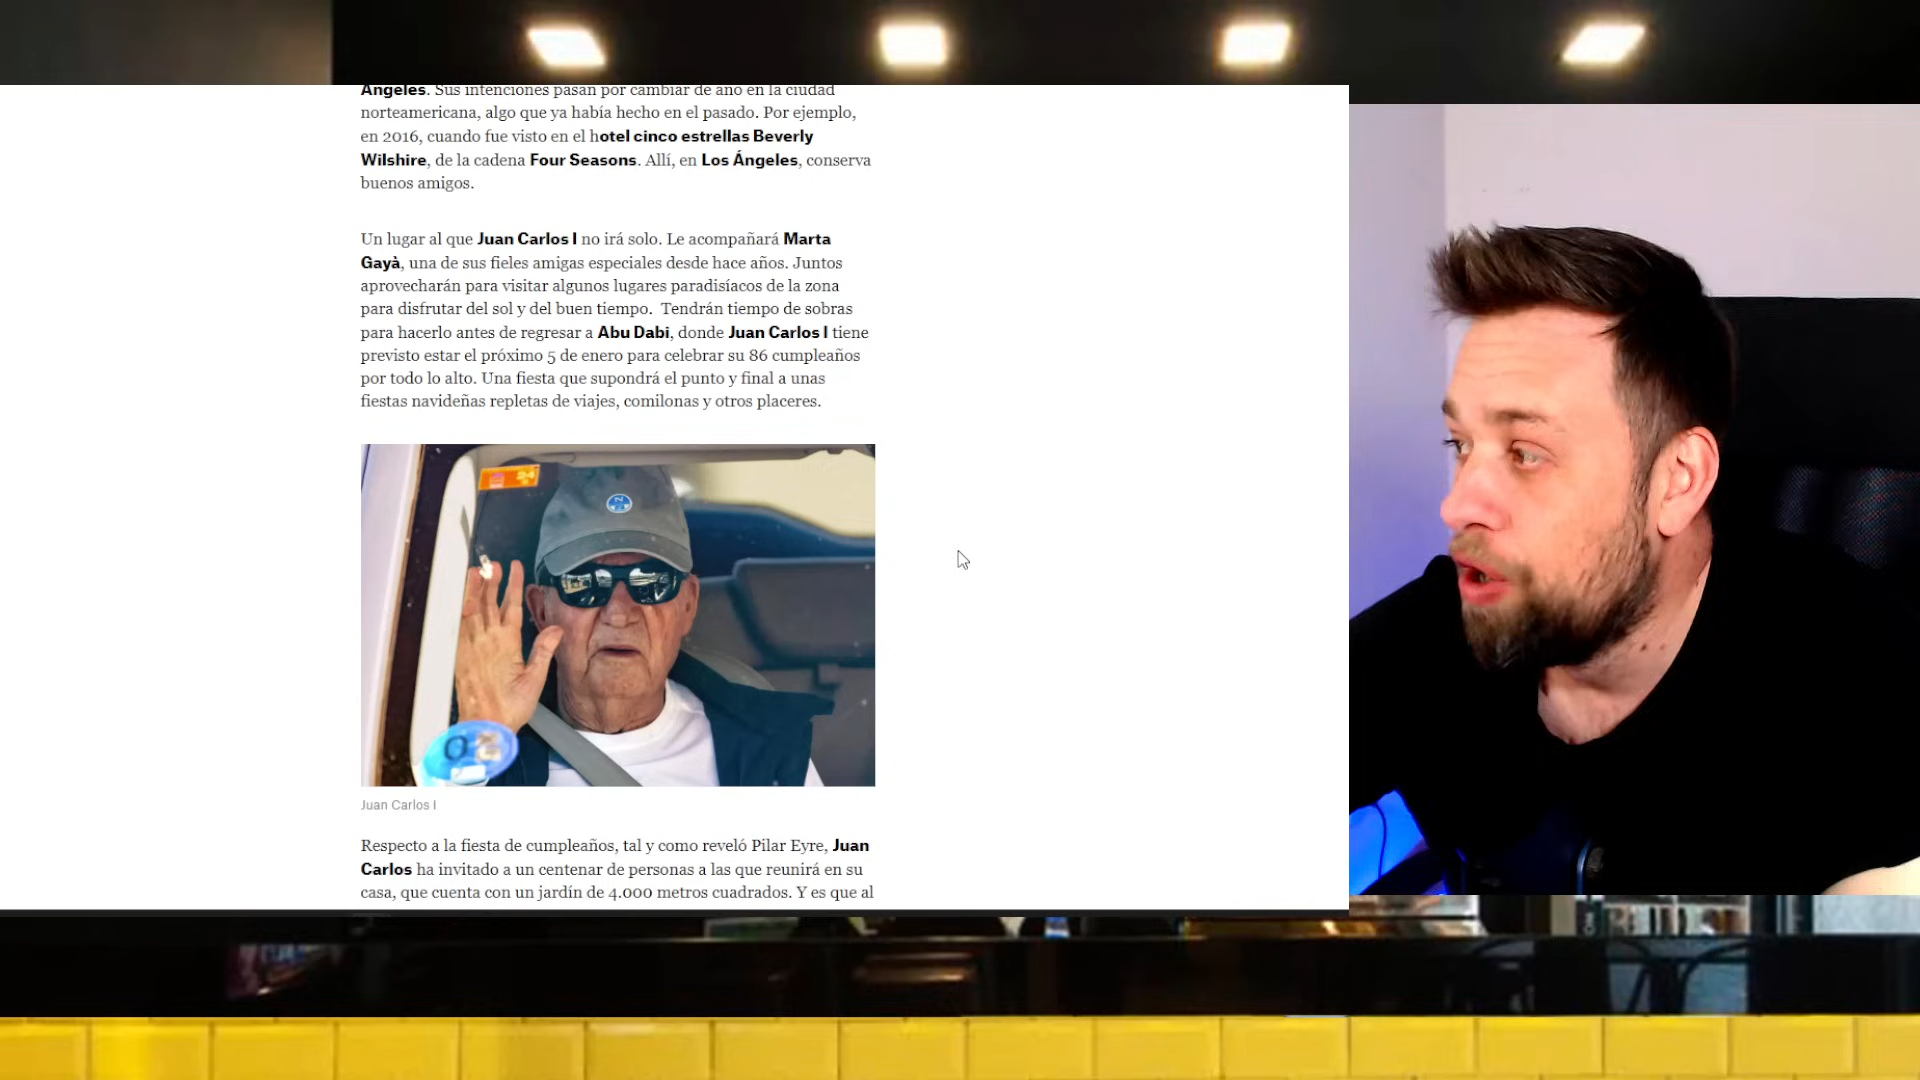 Ángeles. Sus intenciones pasan por cambiar de año en la ciudad
norteamericana, algo que ya había hecho en el pasado. Por ejemplo,
en 2016, cuando fue visto en el hotel cinco estrellas Beverly
Wilshire, de la cadena Four Seasons. Allí, en Los Ángeles, conserva
buenos amigos.
Un lugar al que Juan Carlos I no irá solo. Le acompañará Marta
Gayà, una de sus fieles amigas especiales desde hace años. Juntos
aprovecharán para visitar algunos lugares paradisíacos de la zona
para disfrutar del sol y del buen tiempo.  Tendrán tiempo de sobras
para hacerlo antes de regresar a Abu Dabi, donde Juan Carlos I tiene
previsto estar el próximo 5 de enero para celebrar su 86 cumpleaños
por todo lo alto. Una fiesta que supondrá el punto y final a unas
fiestas navideñas repletas de viajes, comilonas y otros placeres.
24
Juan Carlos I
Respecto a la fiesta de cumpleaños, tal y como reveló Pilar Eyre, Juan
Carlos ha invitado a un centenar de personas a las que reunirá en su
casa, que cuenta con un jardín de 4.000 metros cuadrados. Y es que al